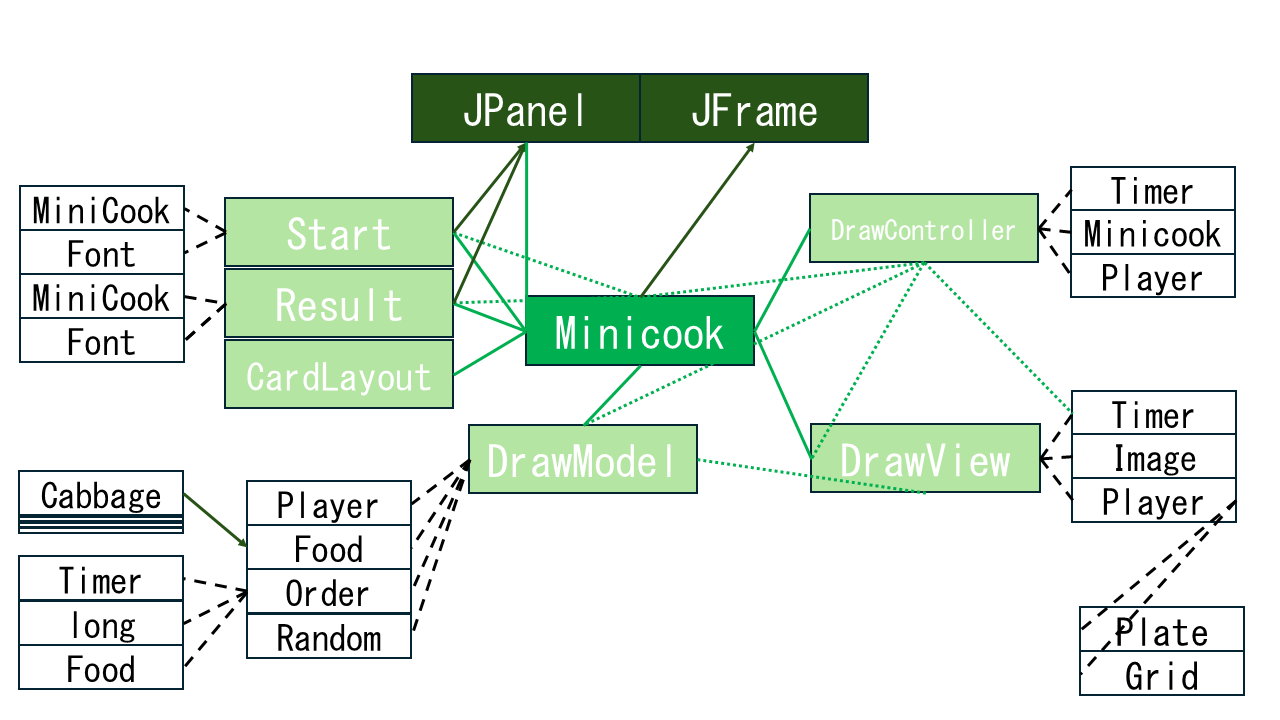 JPanel
JFrame
MiniCook
Font
MiniCook
Font
Start
Result
CardLayout
Minicook
DrawController
Timer
Minicook
Player
DrawModel
DrawView
Timer
Image
Player
Cabbage
Timer
long
Food
Player
Food
Order
Random
Plate
Grid